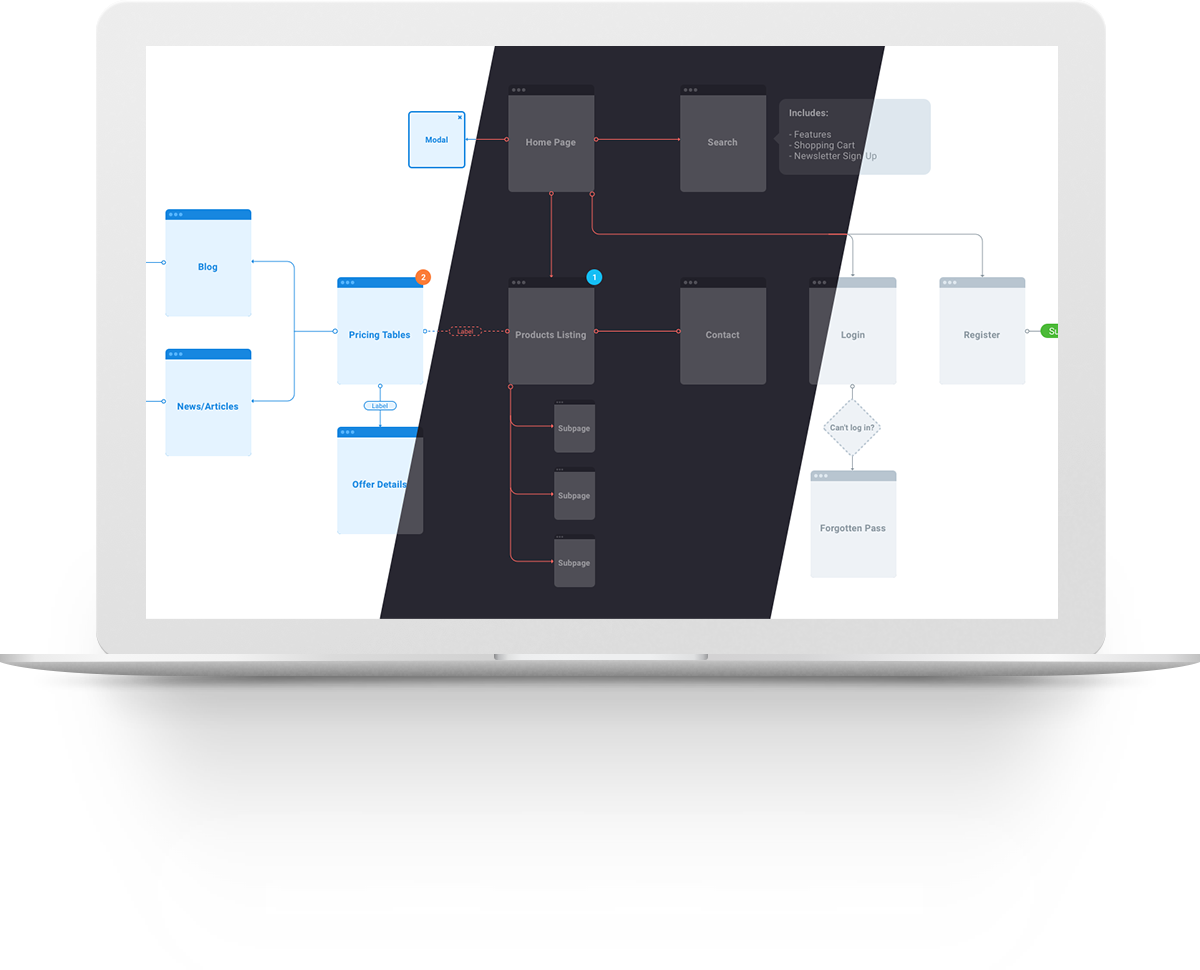 Includes:
- Features
- Shopping Cart
- Newsletter Sign Up
Modal
Home Page
Search
Blog
2
1
Pricing Tables
Label
Products Listing
Contact
Login
Register
News/Articles
Label
Subpage
Can't log in?
Offer Details
Subpage
Forgotten Pass
Subpage